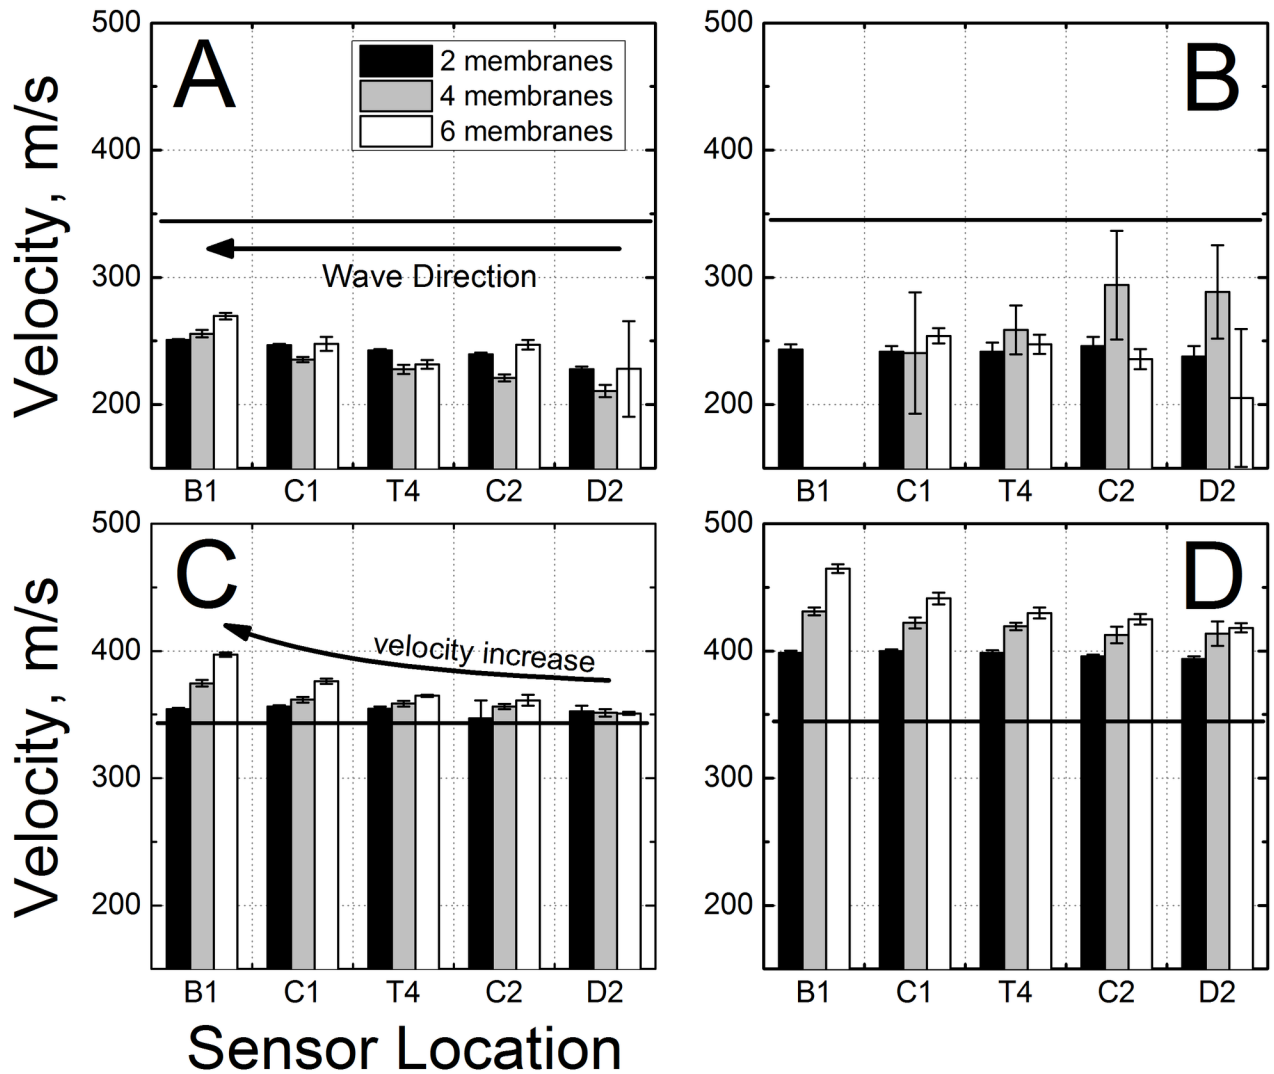 Velocity, m/s
500
400
300
200
A
2 membranes
4 membranes
6 membranes
Wave Direction
B1 C1 T4 C2 D2
500
400
300
200
B
B1 C1 T4 C2 D2
Velocity, m/s
500
400
300
200
C
velocity increase
B1 C1 T4 C2 D2
500
400
300
200
D
B1 C1 T4 C2 D2
Sensor Location